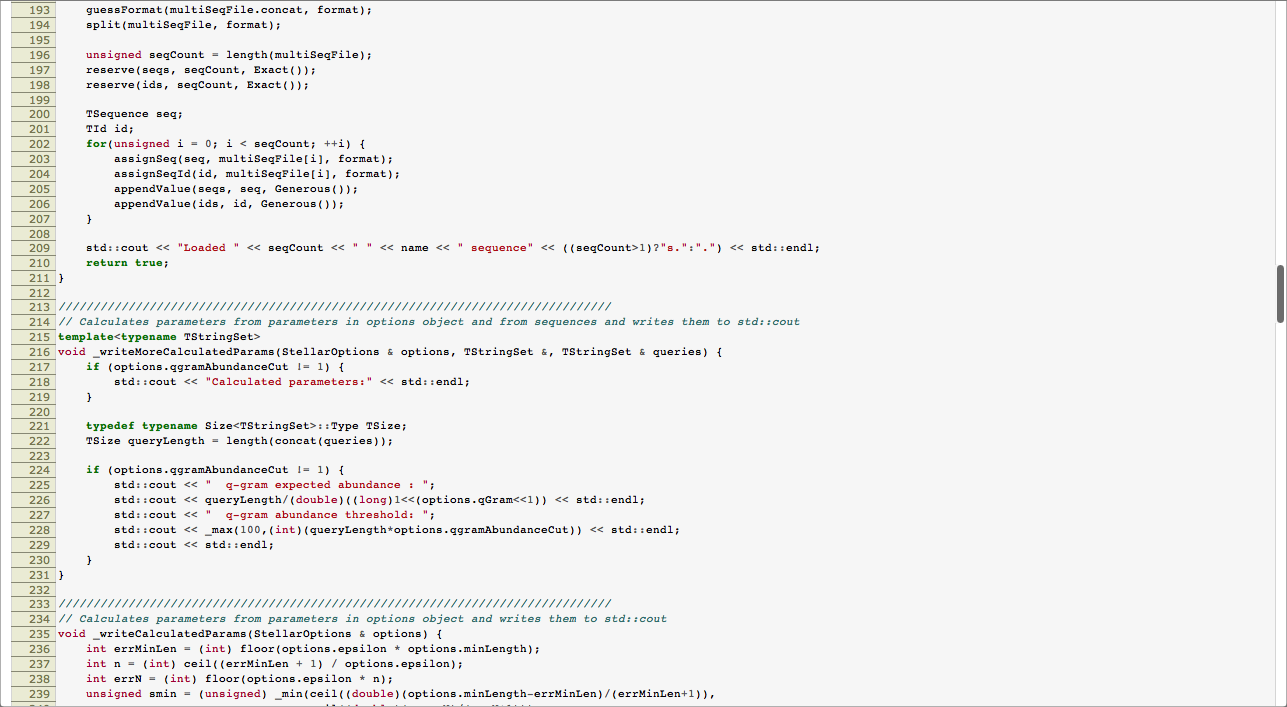 193 guessFormat(multiSeqFile.concat, format);
194 split(multiSeqFile, format);
195
196 unsigned seqCount = length(multiSeqFile);
197 reserve(seqs, seqCount, Exact());
198 reserve(ids, seqCount, Exact());
199
200 TSequence seq;
201 TId id;
202 for(unsigned i = 0; i < seqCount; ++i) {
203 assignSeq(seq, multiSeqFile[i], format);
204 assignSeqId(id, multiSeqFile[i], format);
205 appendValue(seqs, seq, Generous());
206 appendValue(ids, id, Generous());
207 }
208
209 std::cout << "Loaded " << seqCount << " " << name << " sequence" << ((seqCount>1)?"s.":".") << std::endl;
210 return true;
211 }
212
213 ///////////////////////////////////////////////////////////////////////////////
214 // Calculates parameters from parameters in options object and from sequences and writes them to std::cout
215 template<typename TStringSet>
216 void _writeMoreCalculatedParams(StellarOptions & options, TStringSet &, TStringSet & queries) {
217 if (options.qgramAbundanceCut != 1) {
218 std::cout << "Calculated parameters:" << std::endl;
219 }
220
221 typedef typename Size<TStringSet>::Type TSize;
222 TSize queryLength = length(concat(queries));
223
224 if (options.qgramAbundanceCut != 1) {
225 std::cout << "  q-gram expected abundance : ";
226 std::cout << queryLength/(double)((long)1<<(options.qGram<<1)) << std::endl;
227 std::cout << "  q-gram abundance threshold: ";
228 std::cout << _max(100,(int)(queryLength*options.qgramAbundanceCut)) << std::endl;
229 std::cout << std::endl;
230 }
231 }
232
233 ///////////////////////////////////////////////////////////////////////////////
234 // Calculates parameters from parameters in options object and writes them to std::cout
235 void _writeCalculatedParams(StellarOptions & options) {
236 int errMinLen = (int) floor(options.epsilon * options.minLength);
237 int n = (int) ceil((errMinLen + 1) / options.epsilon);
238 int errN = (int) floor(options.epsilon * n);
239 unsigned smin = (unsigned) _min(ceil((double)(options.minLength-errMinLen)/(errMinLen+1)),